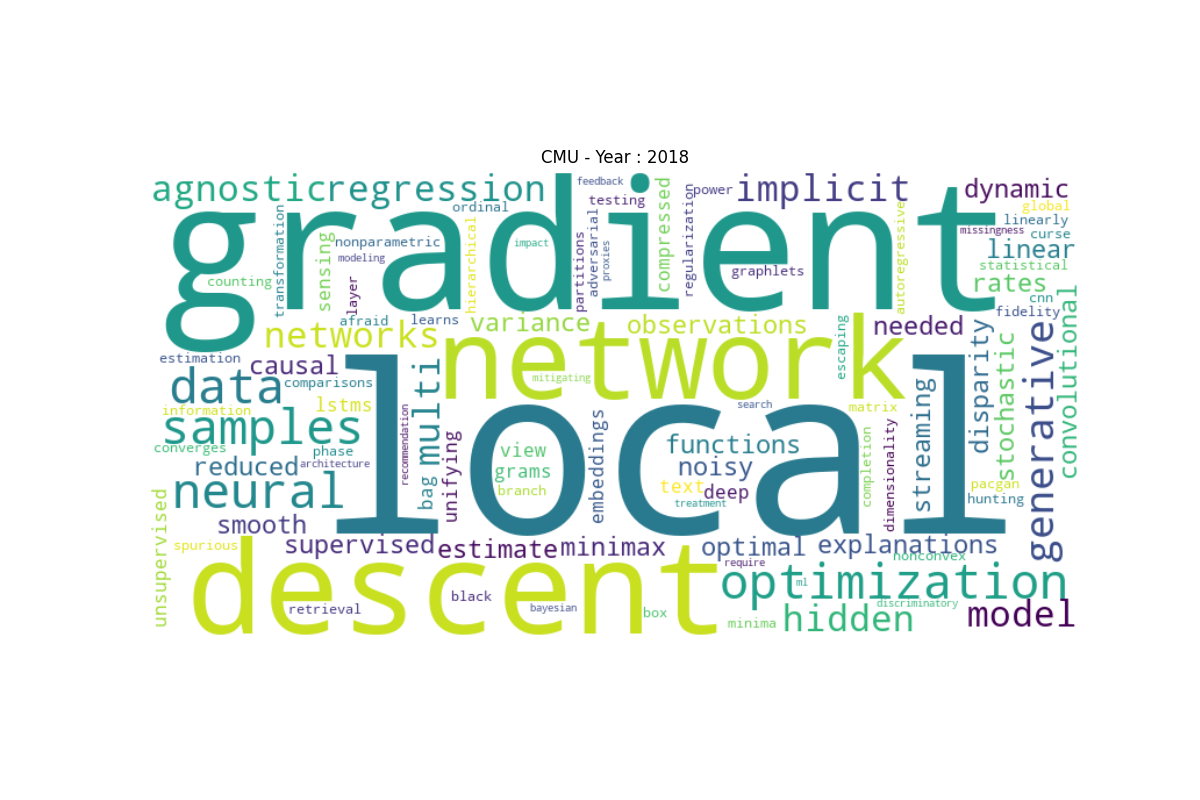 CMU - Year : 2018
agnostic
regression
feedback
testing
compressed
power
implicit
dynamic
gradient
ordinal
global
linearly
missingness
curse
transformation
sensing
nonparametric
modeling
hierarchical
impact
partitions
adversarial
proxies
regularization
graphlets
autoregressive
linear
statistical
counting
layer
rates
cnn
fidelity
afraid
learns
networks
variance
observations
escaping
needed
estimation
causal
network
disparity
stochastic
generative
convolutional
data
comparisons
multi
mitigating
information
lstms
recommendation
search
matrix
streaming
samples
local
converges
phase
reduced
architecture
bag
unifying
view
grams
branch
embeddings
functions
noisy
text
deep
treatment
completion
dimensionality
pacgan
hunting
neural
smooth
unsupervised
spurious
supervised
estimate
minimax
optimal
explanations
require
nonconvex
descent
optimization
ml
retrieval
black
bayesian
box
discriminatory
minima
hidden
model